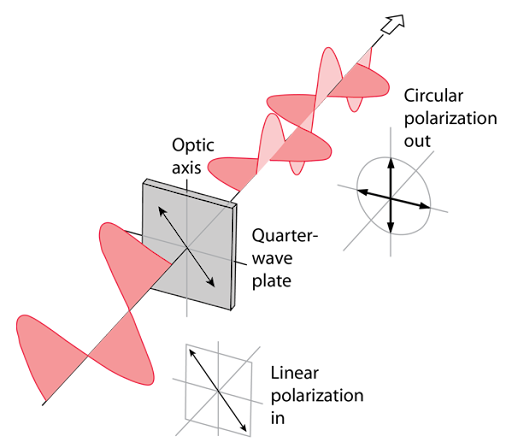 Circular
polarization
out
Optic
axis
Quarter-
wave
plate
Linear
polarization
in